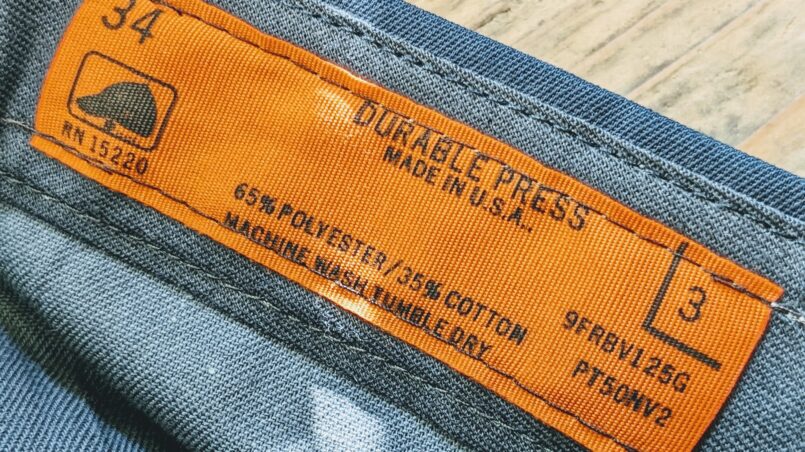 34
RN 15220
DURABLE PRESS
MADE IN U.S.A..
65% POLYESTER/35% COTTON
MACHINE WASH TUMBLE DRY
3
9FRBV125G
PT50NV2